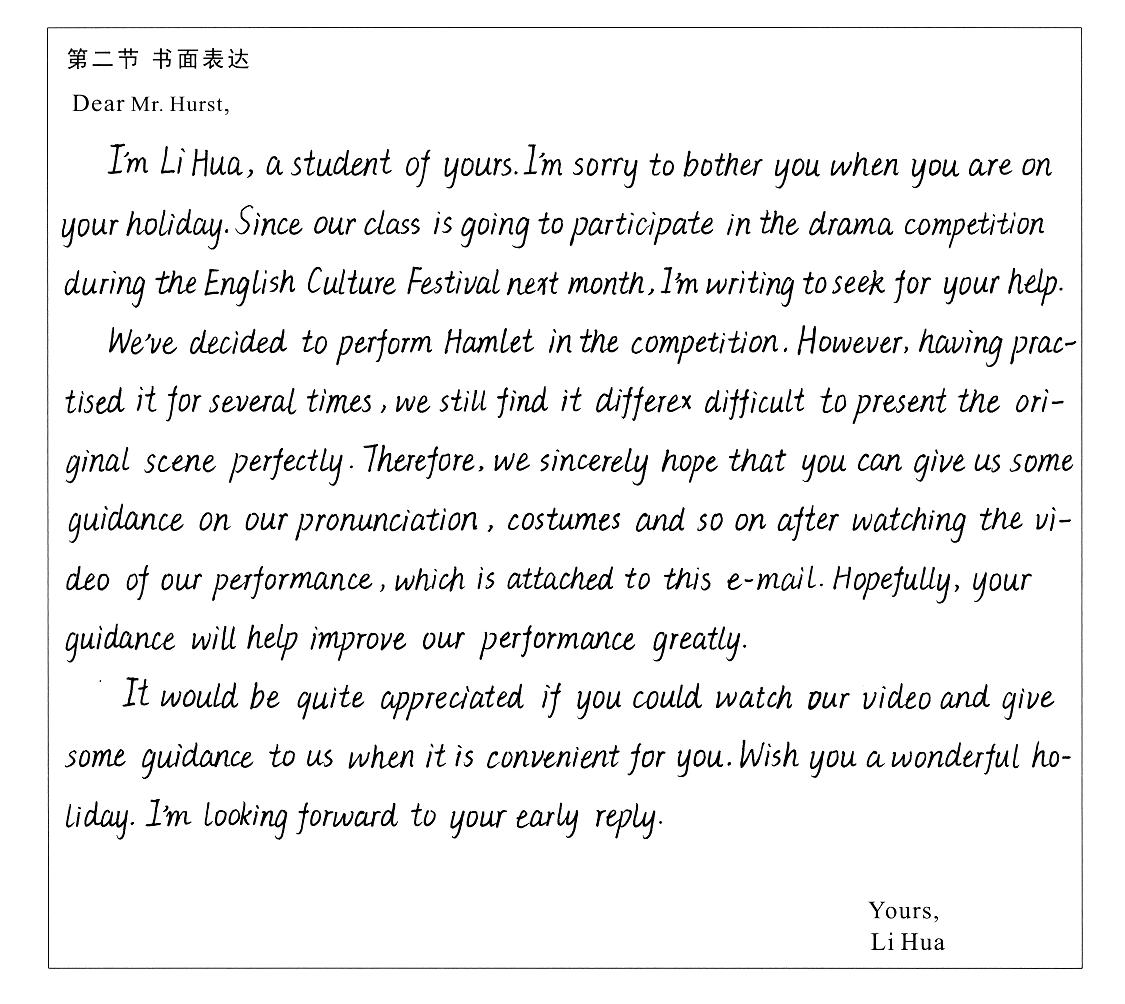 第二节 书面表达
Dear Mr. Hurst,
I'm Li Hua, a student of yours. I'm sorry to bother you when you are on
your holiday. Since our class is going to participate in the drama competition
during the English Culture Festival next month, I'm writing to seek for your help.
We've decided to perform Hamlet in the competition. However, having prac-
tised it for several times, we still find it differex difficult to present the ori-
ginal scene perfectly. Therefore, we sincerely hope that you can give us some
guidance on our pronunciation, costumes and so on after watching the vi-
deo of our performance, which is attached to this e-mail. Hopefully, your
guidance will help improve our performance greatly.
It would be quite appreciated if you could watch our video and give
some guidance to us when it is convenient for you. Wish you a wonderful ho-
liday. I'm looking forward to your early reply.
Yours,
Li Hua